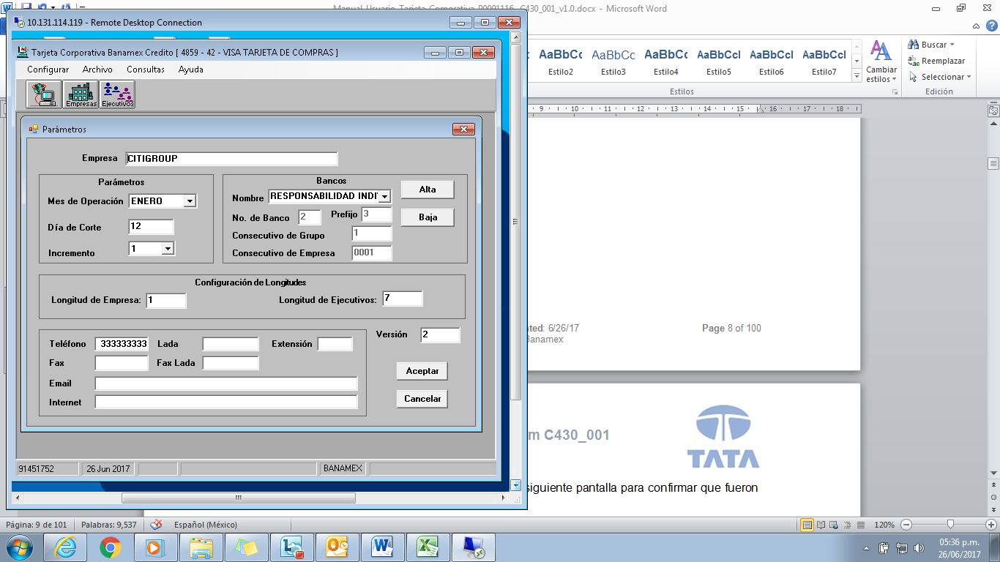 Manual_Usuario_Tarjeta_Corporativa_P0091116_C430_001_v1.0.docx - Microsoft Word
10.131.114.119 - Remote Desktop Connection
Tarjeta Corporativa Banamex Credito [ 4859 - 42 - VISA TARJETA DE COMPRAS ]
Configurar Archivo Consultas Ayuda
Empresas Ejecutivos
Parámetros
Empresa CITIGROUP
Parámetros
Mes de Operación ENERO
Día de Corte 12
Incremento 1
Bancos
Nombre RESPONSABILIDAD INDI
No. de Banco 2 Prefijo 3
Consecutivo de Grupo 1
Consecutivo de Empresa 0001
Alta
Baja
Configuración de Longitudes
Longitud de Empresa: 1 Longitud de Ejecutivos: 7
Teléfono 333333333 Lada Extensión
Fax Fax Lada
Email
Internet
Versión 2
Aceptar
Cancelar
91451752 26 Jun 2017 BANAMEX
AaBbCc AaBbCc AaBbCc AaBbCcI AaBbCcI AaBbCcI
Estilo2 Estilo3 Estilo4 Estilo5 Estilo6 Estilo7
Cambiar
estilos
Estilos
Buscar
Reemplazar
Seleccionar
Edición
9 10 11 12 13 14 15 16 17 18
ted: 6/26/17 Page 8 of 100
Banamex
m C430_001
TATA
siguiente pantalla para confirmar que fueron
Página: 9 de 101 Palabras: 9,537 Español (México) 120%
05:36 p.m.
26/06/2017